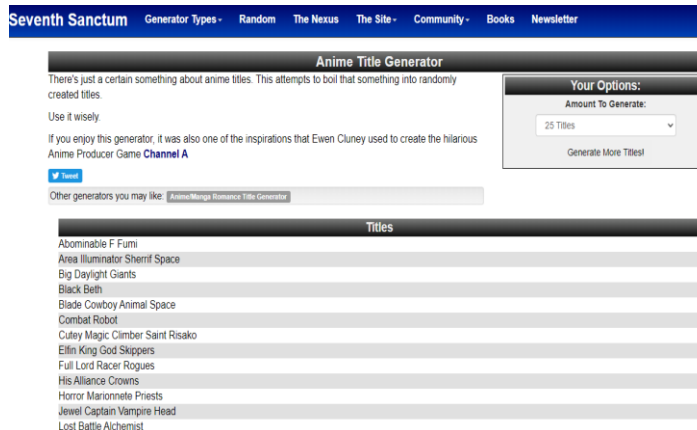 Seventh Sanctum Generator Types Random The Nexus The Site Community Books Newsletter
Anime Title Generator
There's just a certain something about anime titles. This attempts to boil that something into randomly
created titles.
Use it wisely.
If you enjoy this generator, it was also one of the inspirations that Ewen Cluney used to create the hilarious
Anime Producer Game Channel A
Tweet
Other generators you may like: Anime/Manga Romance Title Generator
Your Options:
Amount To Generate:
25 Titles
Generate More Titles!
Titles
Abominable F Fumi
Area Illuminator Sherrif Space
Big Daylight Giants
Black Beth
Blade Cowboy Animal Space
Combat Robot
Cutey Magic Climber Saint Risako
Elfin King God Skippers
Full Lord Racer Rogues
His Alliance Crowns
Horror Marionnete Priests
Jewel Captain Vampire Head
Lost Battle Alchemist